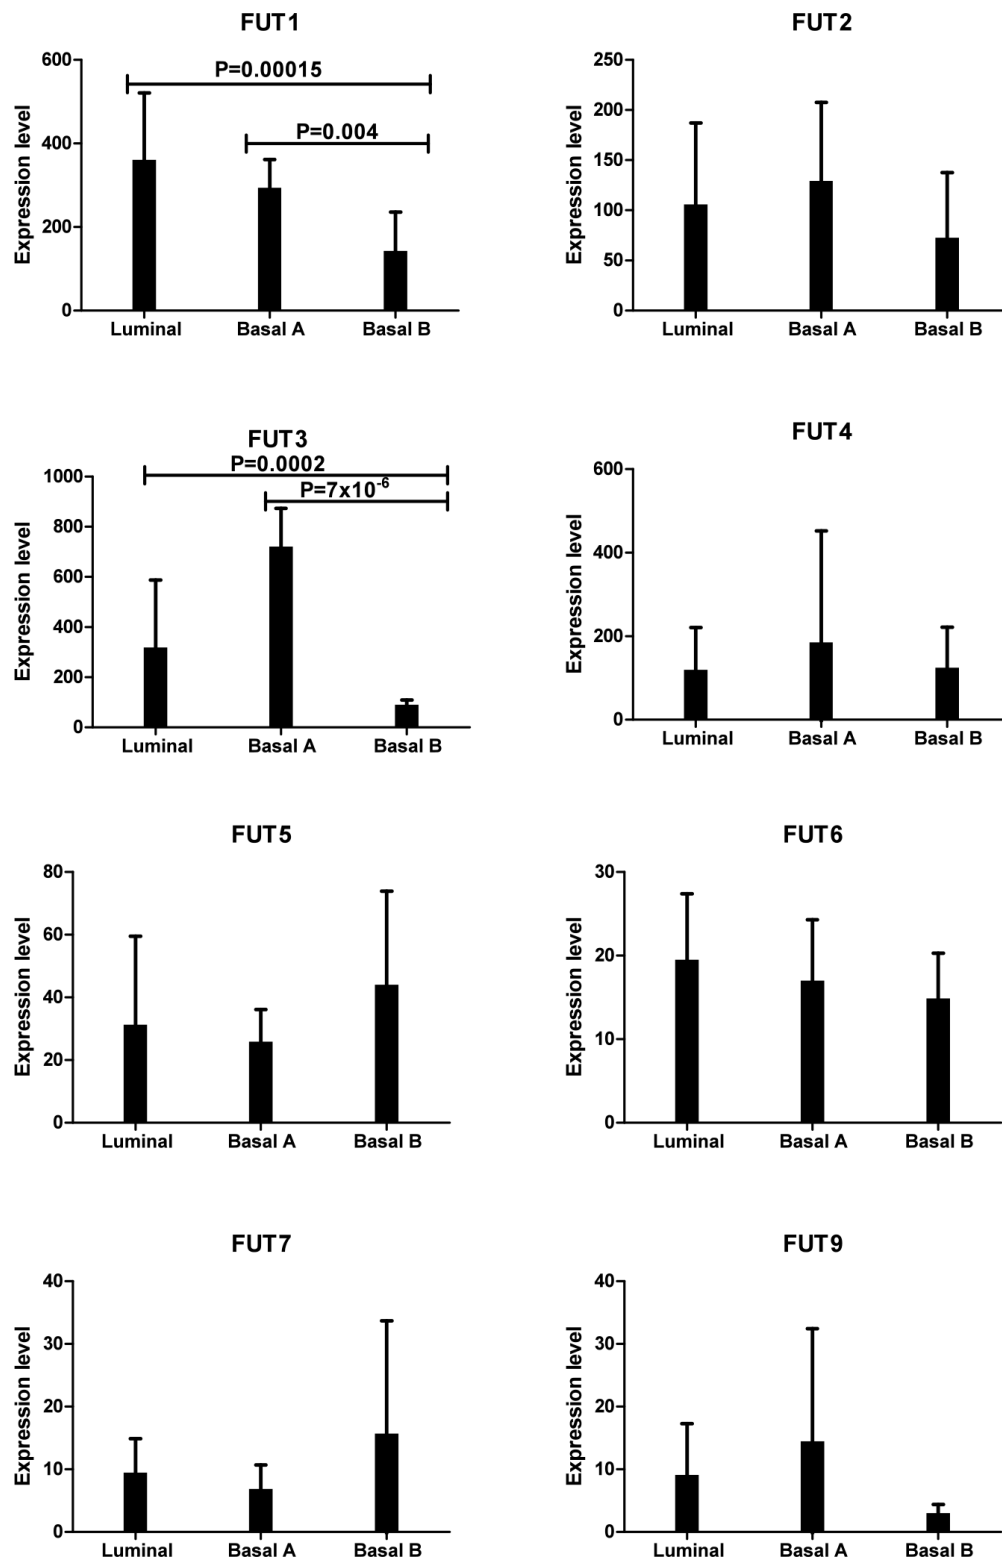 FUT1
P=0.00015
P=0.004
Expression level
600
400
200
0
Luminal Basal A Basal B
FUT2
Expression level
250
200
150
100
50
0
Luminal Basal A Basal B
FUT3
P=0.0002
P=7x10⁻⁶
Expression level
1000
800
600
400
200
0
Luminal Basal A Basal B
FUT4
Expression level
600
400
200
0
Luminal Basal A Basal B
FUT5
Expression level
80
60
40
20
0
Luminal Basal A Basal B
FUT6
Expression level
30
20
10
0
Luminal Basal A Basal B
FUT7
Expression level
40
30
20
10
0
Luminal Basal A Basal B
FUT9
Expression level
40
30
20
10
0
Luminal Basal A Basal B